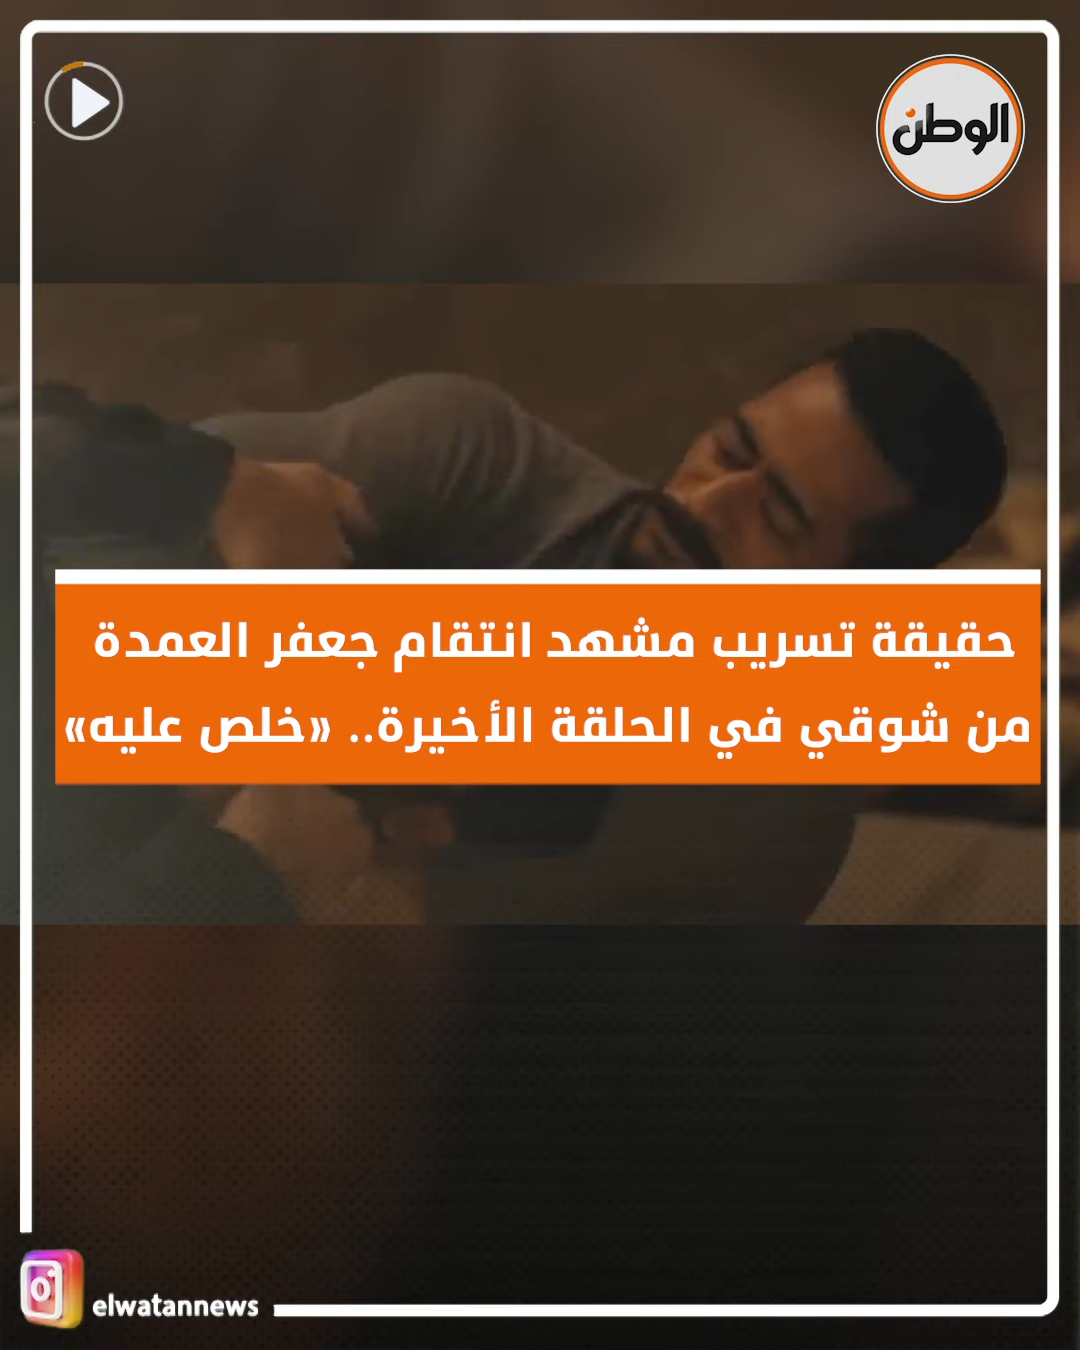 الوطن
حقيقة تسريب مشهد انتقام جعفر العمدة
من شوقي في الحلقة الأخيرة.. «خلص عليه»
elwatannews